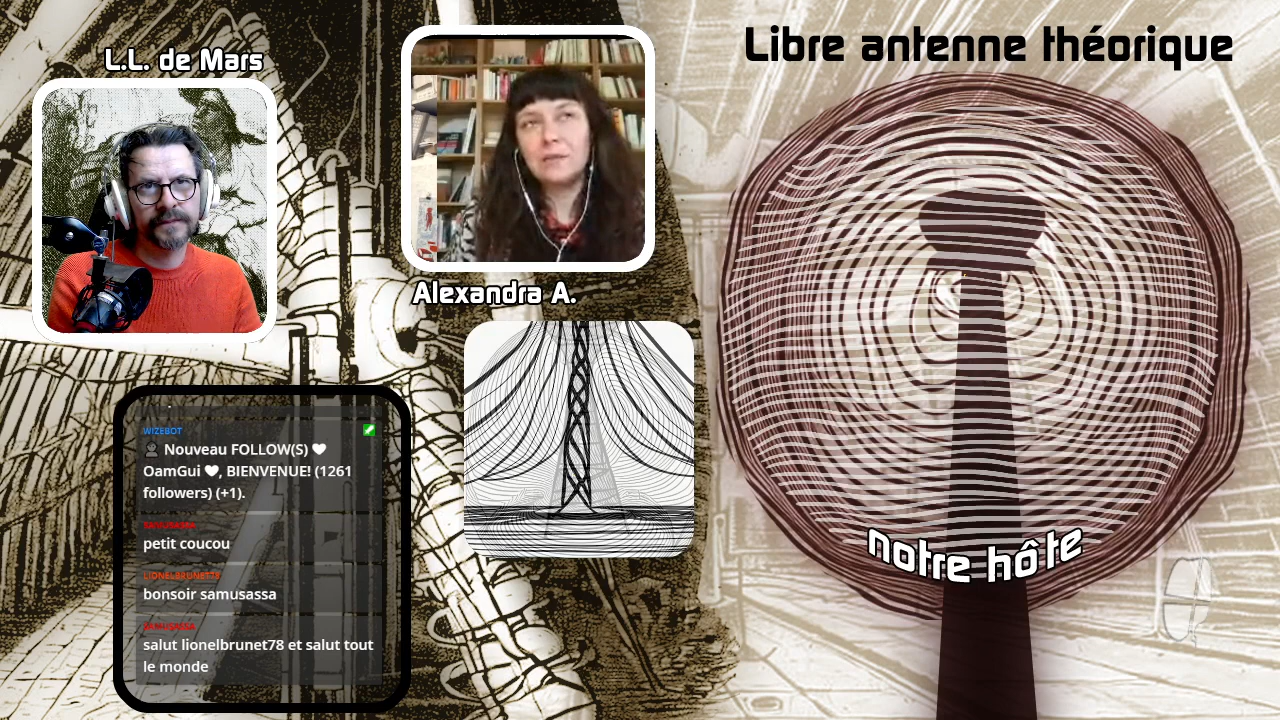 Libre antenne théorique
L.L. de Mars
Alexandra A.
WIZEBOT
Nouveau FOLLOW(S) ♥
OamGui ♥, BIENVENUE! (1261
followers) (+1).
SAMUSASSA
petit coucou
LIONELBRUNET78
bonsoir samusassa
SAMUSASSA
salut lionelbrunet78 et salut tout
le monde
notre hôte